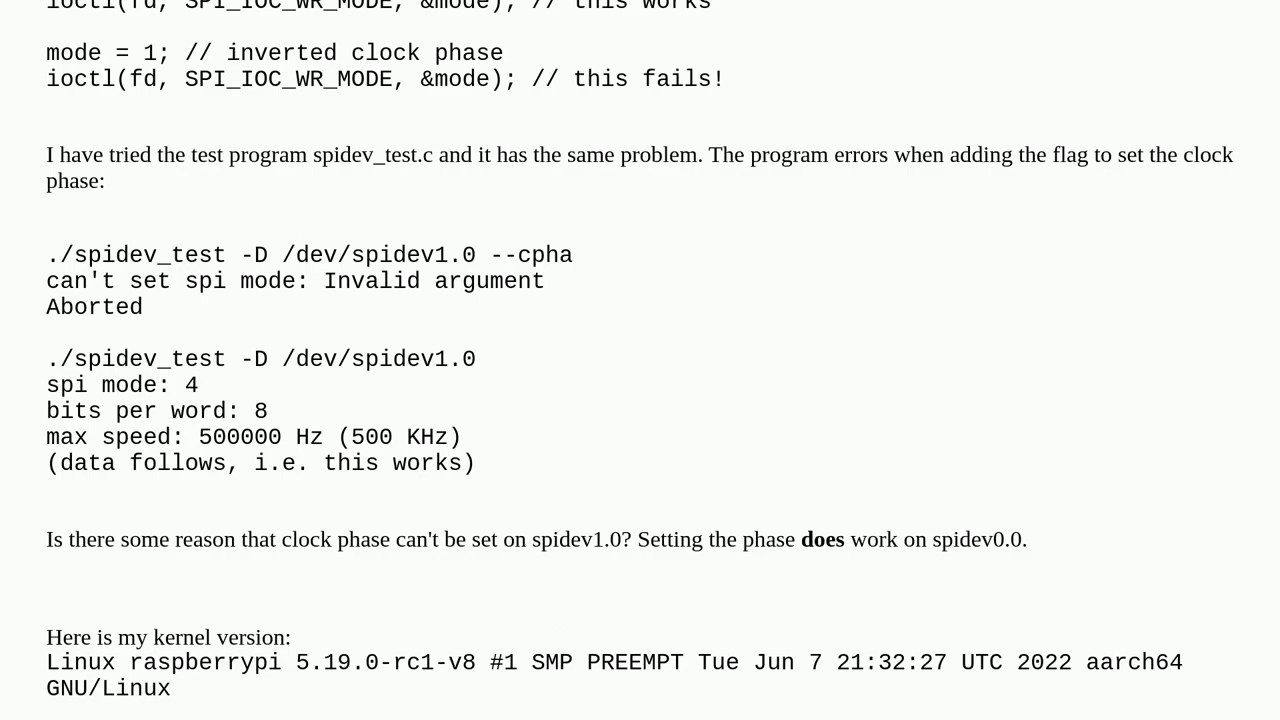 ioctl(fd, SPI_IOC_WR_MODE, &mode); // this works
mode = 1; // inverted clock phase
ioctl(fd, SPI_IOC_WR_MODE, &mode); // this fails!
I have tried the test program spidev_test.c and it has the same problem. The program errors when adding the flag to set the clock
phase:
./spidev_test -D /dev/spidev1.0 --cpha
can't set spi mode: Invalid argument
Aborted
./spidev_test -D /dev/spidev1.0
spi mode: 4
bits per word: 8
max speed: 500000 Hz (500 KHz)
(data follows, i.e. this works)
Is there some reason that clock phase can't be set on spidev1.0? Setting the phase does work on spidev0.0.
Here is my kernel version:
Linux raspberrypi 5.19.0-rc1-v8 #1 SMP PREEMPT Tue Jun 7 21:32:27 UTC 2022 aarch64
GNU/Linux